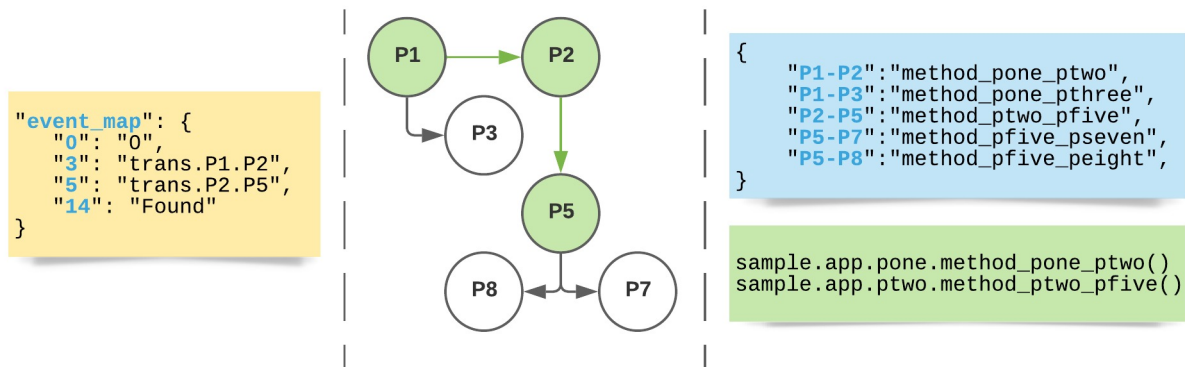 "event_map": {
"0": "O",
"3": "trans.P1.P2",
"5": "trans.P2.P5",
"14": "Found"
}
P1
P2
P3
P5
P8
P7
{
"P1-P2":"method_pone_ptwo",
"P1-P3":"method_pone_pthree",
"P2-P5":"method_ptwo_pfive",
"P5-P7":"method_pfive_pseven",
"P5-P8":"method_pfive_peight",
}
sample.app.pone.method_pone_ptwo()
sample.app.ptwo.method_ptwo_pfive()